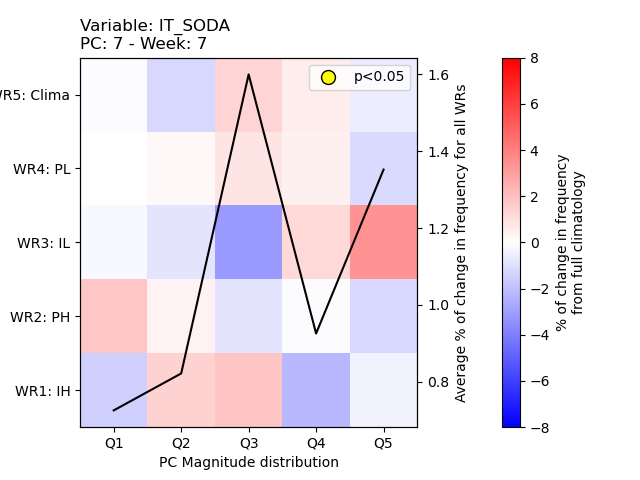 Variable: IT_SODA
PC: 7 - Week: 7
p<0.05
WR5: Clima
WR4: PL
WR3: IL
WR2: PH
WR1: IH
Q1 Q2 Q3 Q4 Q5
PC Magnitude distribution
1.6
1.4
1.2
1.0
0.8
Average % of change in frequency for all WRs
8
6
4
2
0
−2
−4
−6
−8
% of change in frequency
from full climatology